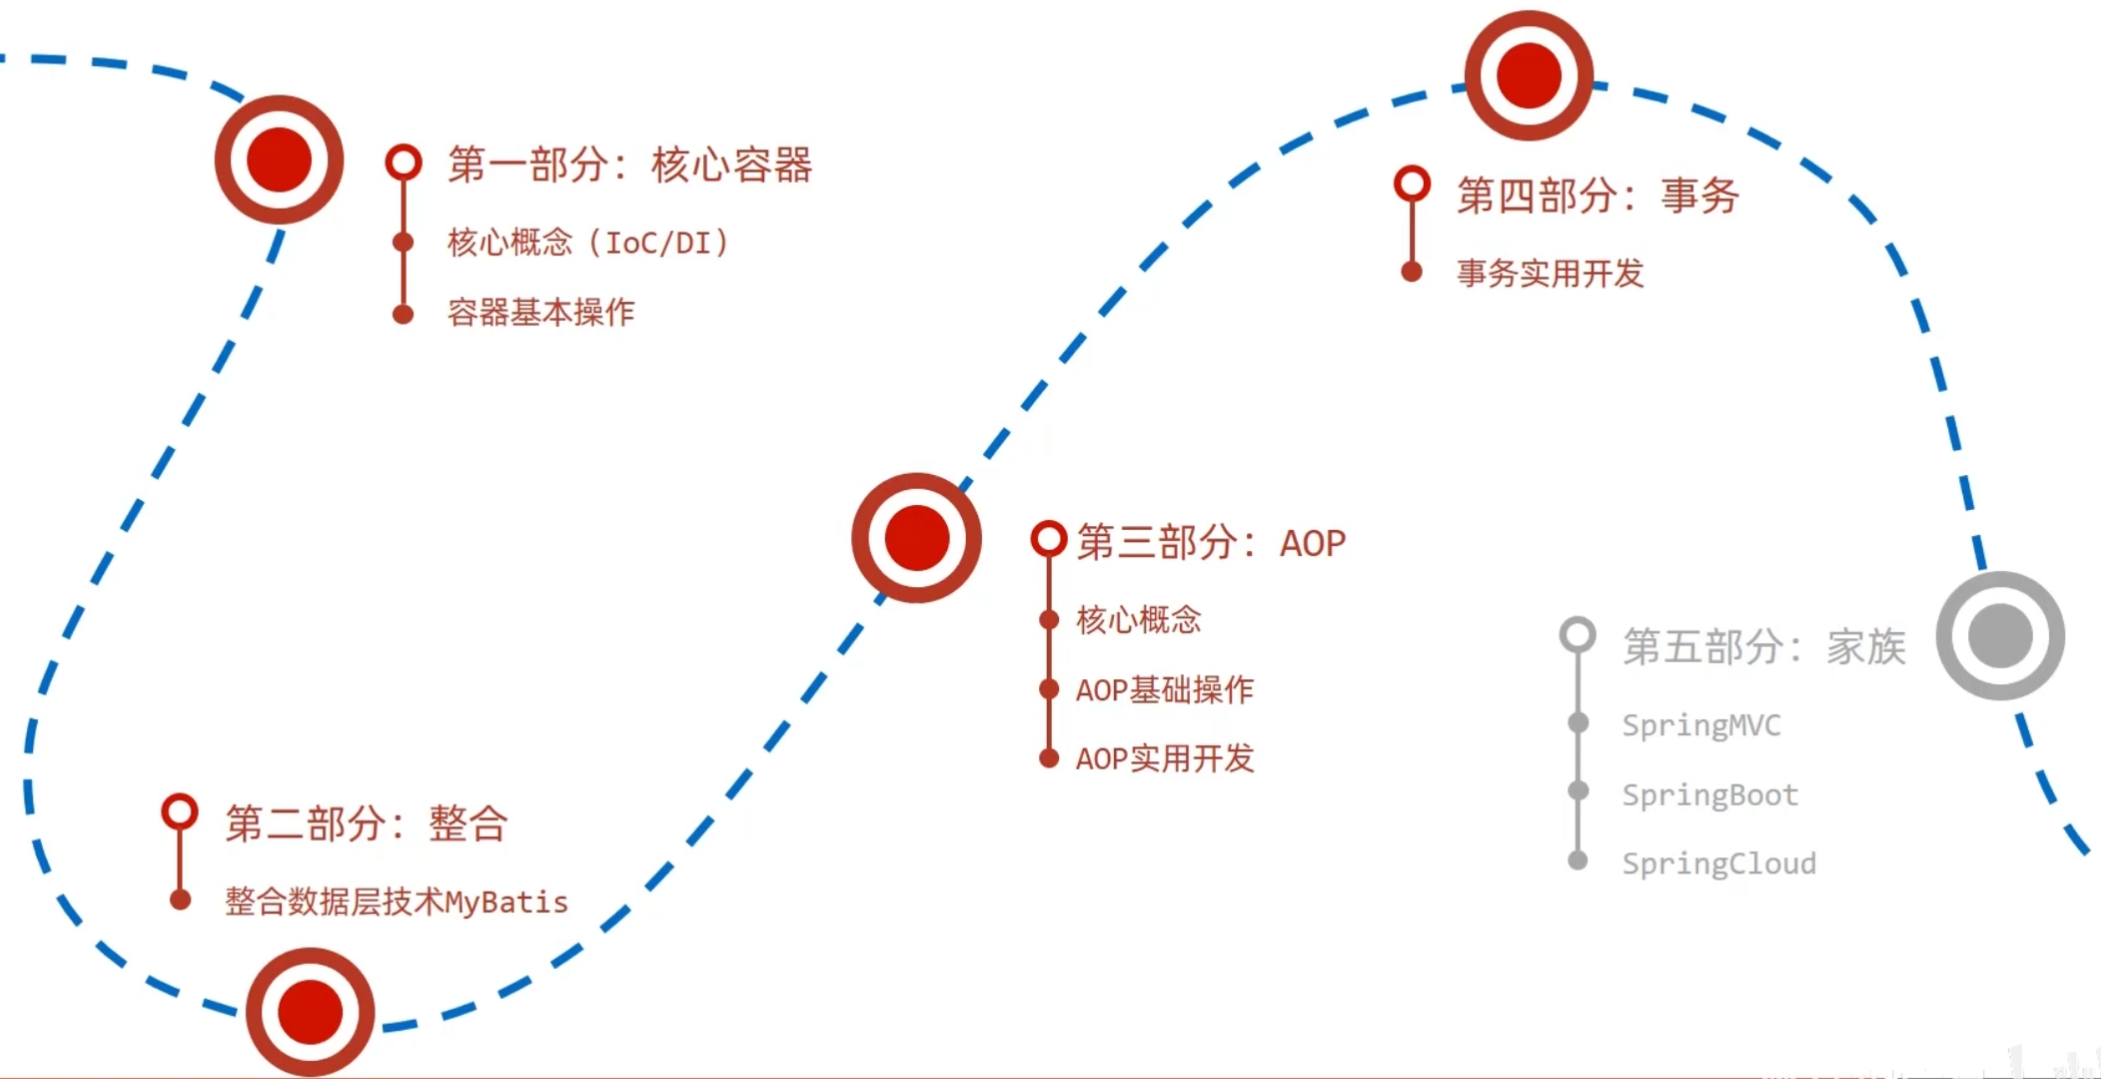 第一部分：核心容器
核心概念（IoC/DI）
容器基本操作
第二部分：整合
整合数据层技术MyBatis
第三部分：AOP
核心概念
AOP基础操作
AOP实用开发
第四部分：事务
事务实用开发
第五部分：家族
SpringMVC
SpringBoot
SpringCloud